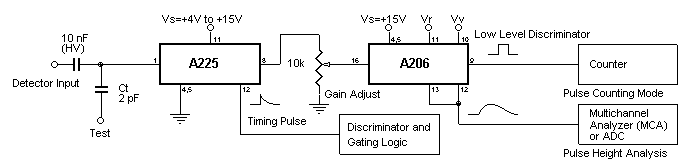 Vs=+4V to +15V
Vs=+15V
Vr
Vv
10 nF
(HV)
11
4,5
11
10
Low Level Discriminator
Detector Input
1
A225
8
10k
16
A206
9
Counter
Ct
2 pF
4,5
12
Gain Adjust
13
12
Pulse Counting Mode
Test
Timing Pulse
Discriminator and
Gating Logic
Multichannel
Analyzer (MCA)
or ADC
Pulse Height Analysis